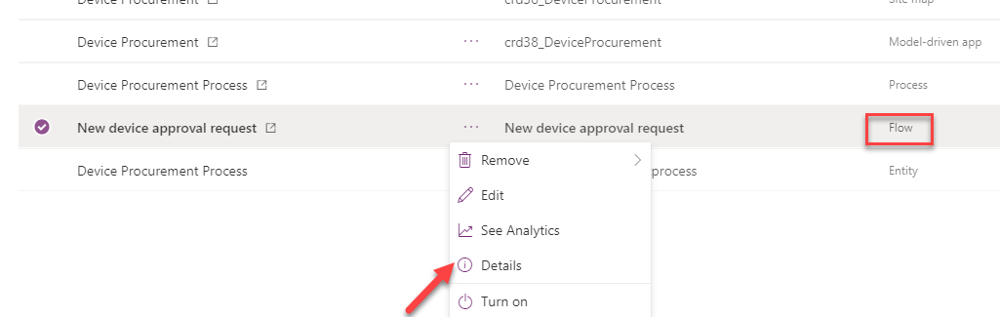 Device Procurement crd38_DeviceProcurement Site map
Device Procurement ··· crd38_DeviceProcurement Model-driven app
Device Procurement Process ··· Device Procurement Process Process
New device approval request ··· New device approval request Flow
Remove
Device Procurement Process process Entity
Edit
See Analytics
Details
Turn on